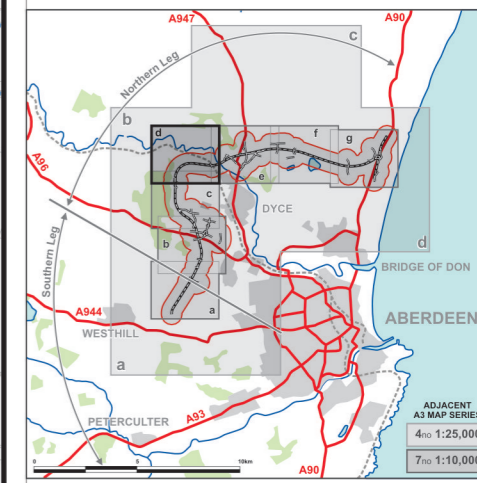 A947
A90
c
Northern Leg
b
d
f
g
A96
e
c
DYCE
Southern Leg
b
d
BRIDGE OF DON
a
A944
ABERDEEN
WESTHILL
a
ADJACENT
A3 MAP SERIES
4no 1:25,000
PETERCULTER
A93
7no 1:10,000
0 5 10km
A90